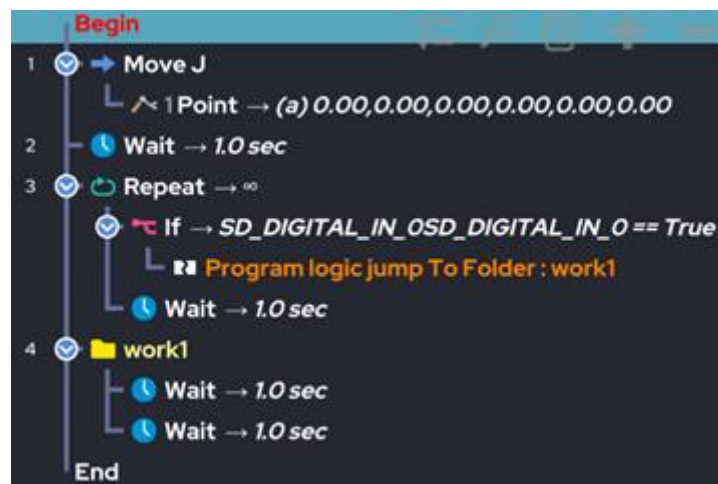 Begin
1 Move J
1 Point → (a) 0.00,0.00,0.00,0.00,0.00,0.00
2 Wait → 1.0 sec
3 Repeat → ∞
If → SD_DIGITAL_IN_0SD_DIGITAL_IN_0 == True
Program logic jump To Folder : work1
Wait → 1.0 sec
4 work1
Wait → 1.0 sec
Wait → 1.0 sec
End